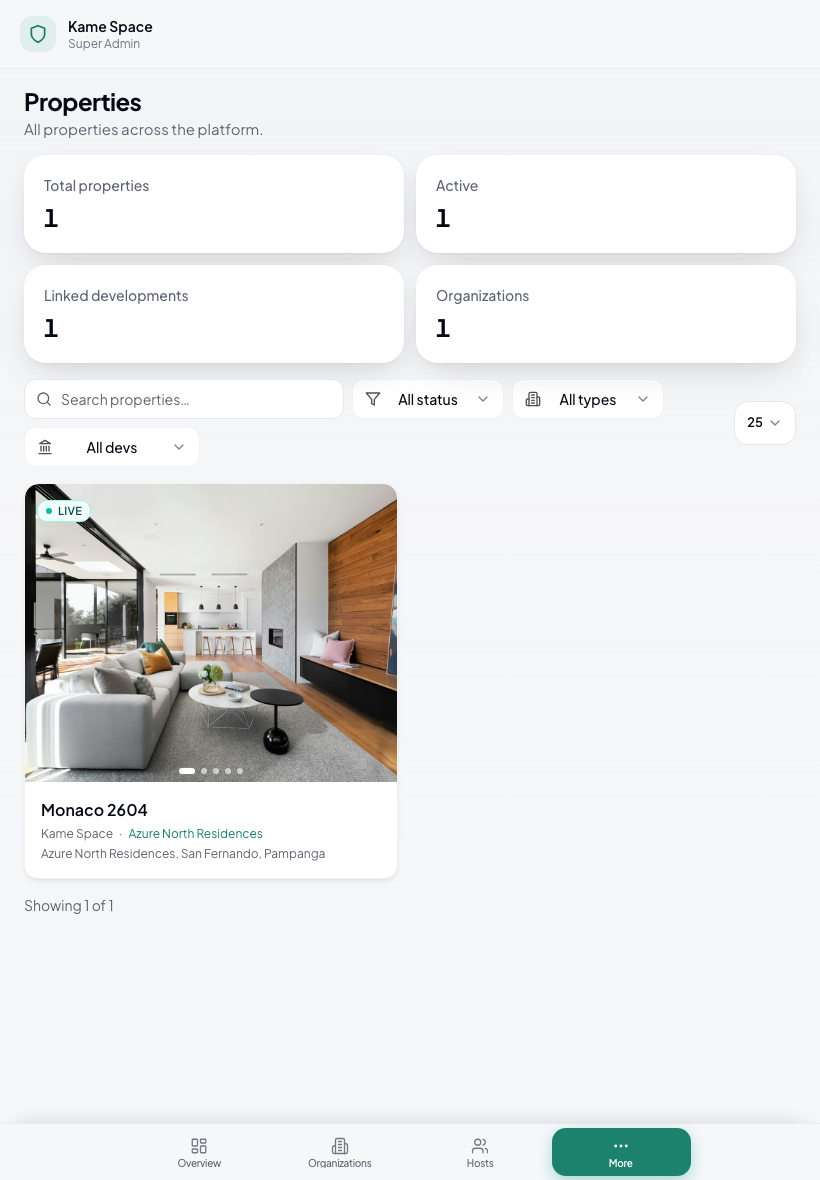 Kame Space
Super Admin
Properties
All properties across the platform.
Total properties
1
Active
1
Linked developments
1
Organizations
1
Search properties...
All status
All types
25
All devs
LIVE
Monaco 2604
Kame Space · Azure North Residences
Azure North Residences, San Fernando, Pampanga
Showing 1 of 1
Overview
Organizations
Hosts
More